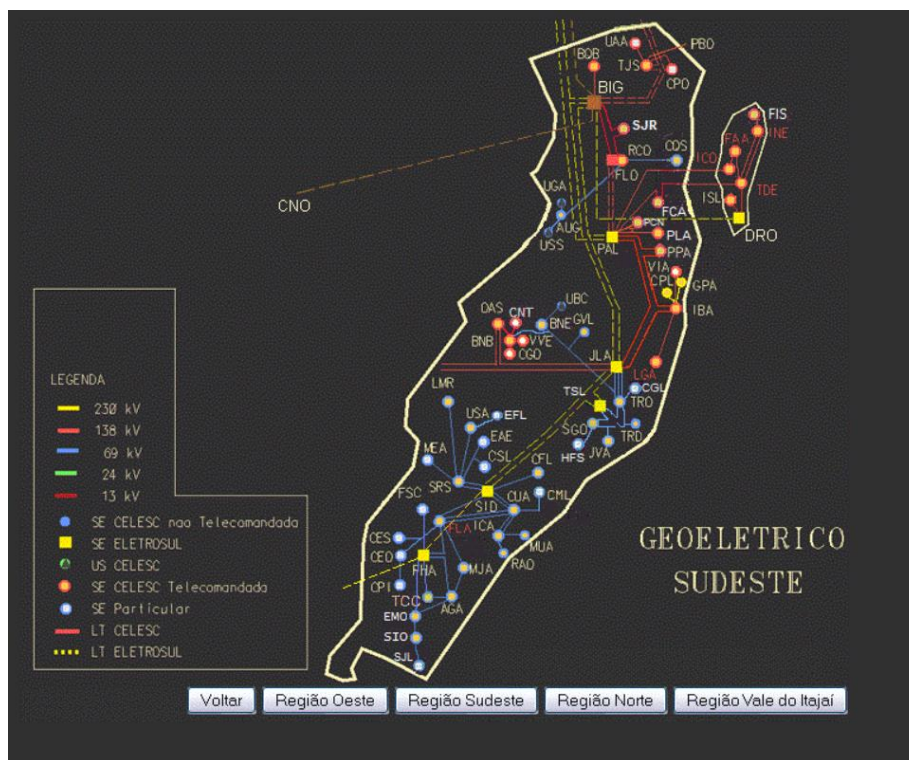 UAA
PBO
BQB
TJS
CPO
BIG
FIS
SJR
INE
FAA
RCO
CQS
ICO
FLO
TDE
CNO
UGA
ISL
FCA
AUG
PCN
DRO
USS
PAL
PLA
PPA
VIA
CPL
GPA
UBC
OAS
CNT
BNE
GVL
IBA
BNB
VVE
CGO
JLA
LGA
LEGENDA
LMR
TSL
CGL
TRO
230 kV
USA
EFL
138 kV
SGO
TRD
69 kV
MEA
EAE
HFS
JVA
24 kV
CSL
CFL
13 kV
FSC
SRS
SID
CUA
CML
SE CELESC nao Telecomandada
FLA
ICA
GEOELETRICO
SE ELETROSUL
CES
MUA
US CELESC
CEO
FHA
MJA
RAO
SUDESTE
SE CELESC Telecomandada
CPI
SE Particular
TCC
AGA
EMO
LT CELESC
SIO
LT ELETROSUL
SJL
Voltar
Região Oeste
Região Sudeste
Região Norte
Região Vale do Itajaí